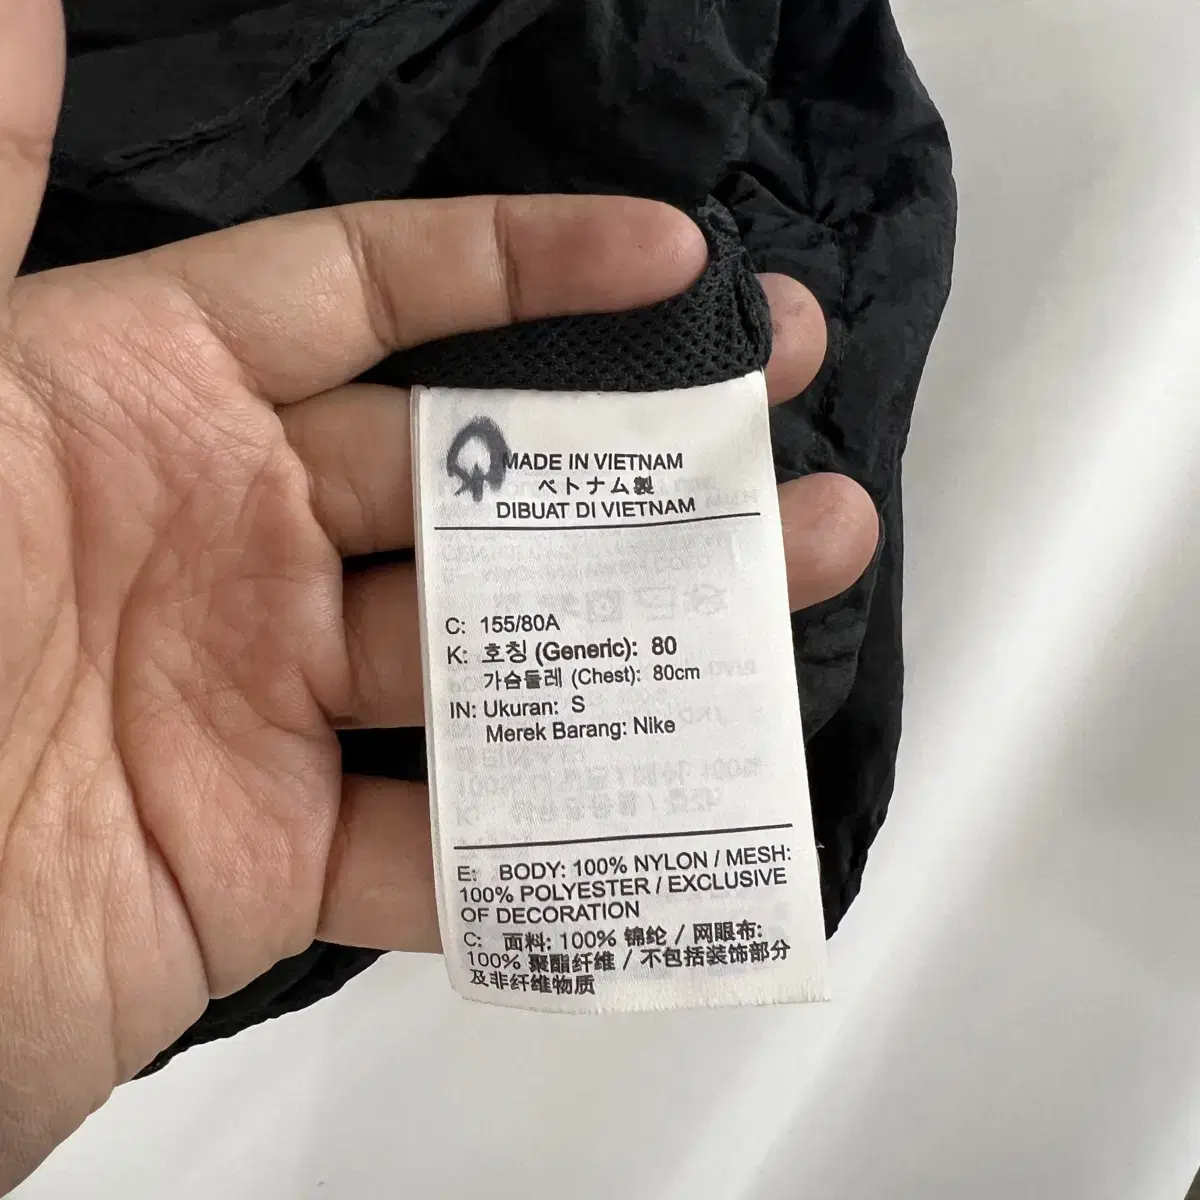 MADE IN VIETNAM
ベトナム製
DIBUAT DI VIETNAM
C: 155/80A
K: 호칭 (Generic): 80
가슴둘레 (Chest): 80cm
IN: Ukuran: S
Merek Barang: Nike
E: BODY: 100% NYLON / MESH:
100% POLYESTER / EXCLUSIVE
OF DECORATION
C: 面料: 100% 锦纶 / 网眼布:
100% 聚酯纤维 / 不包括装饰部分
及非纤维物质